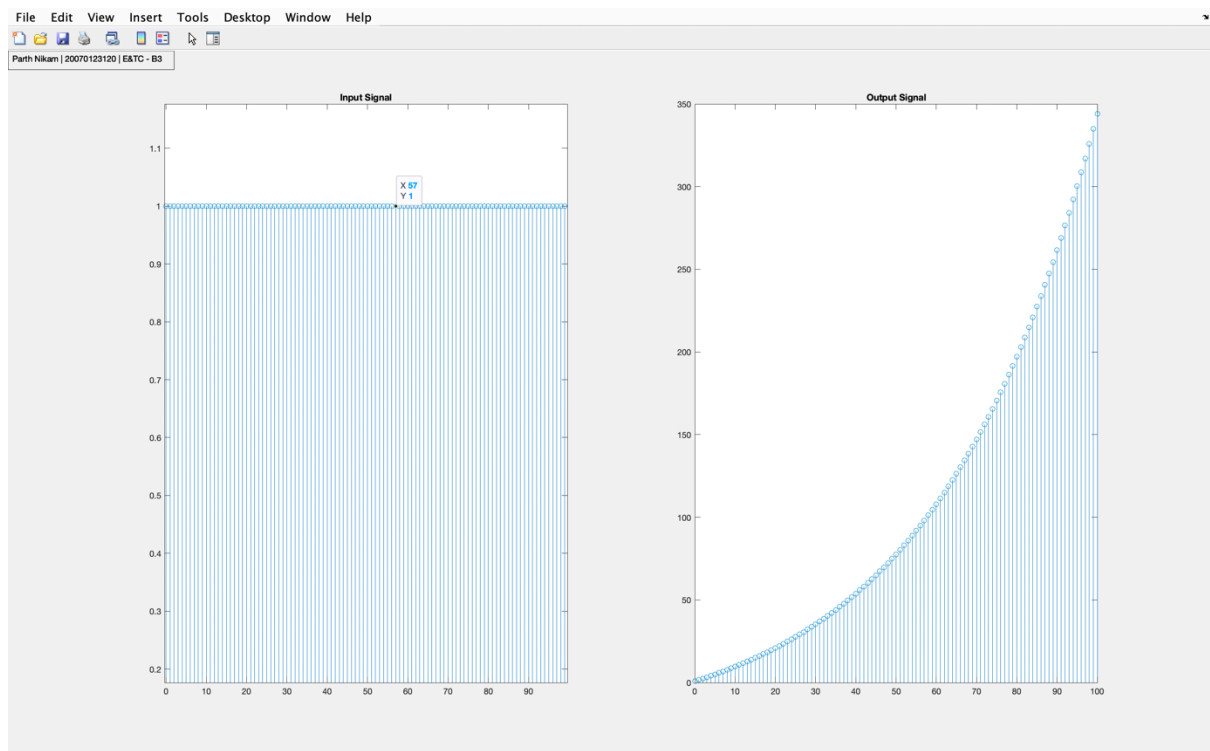 File Edit View Insert Tools Desktop Window Help
Parth Nikam | 20070123120 | E&TC - B3
Input Signal
1.1
1
0.9
0.8
0.7
0.6
0.5
0.4
0.3
0.2
0 10 20 30 40 50 60 70 80 90
X 57
Y 1
Output Signal
350
300
250
200
150
100
50
0
0 10 20 30 40 50 60 70 80 90 100